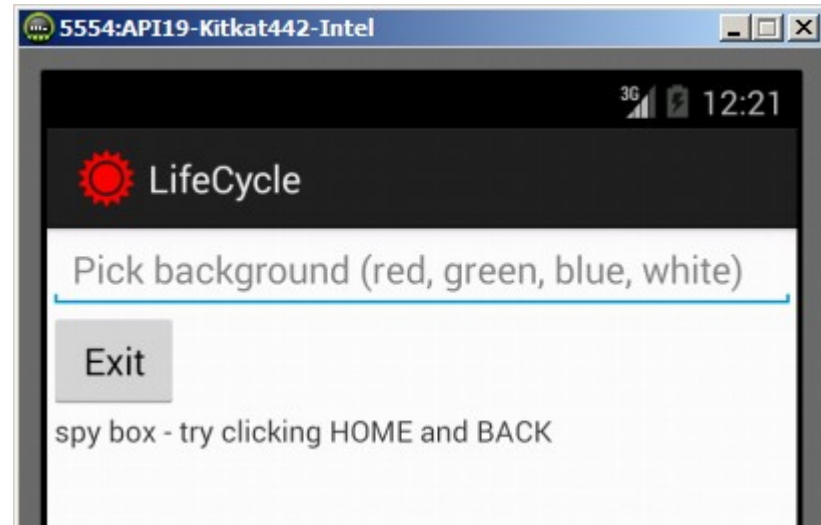 5554:API19-Kitkat442-Intel
3G 12:21
LifeCycle
Pick background (red, green, blue, white)
Exit
spy box - try clicking HOME and BACK